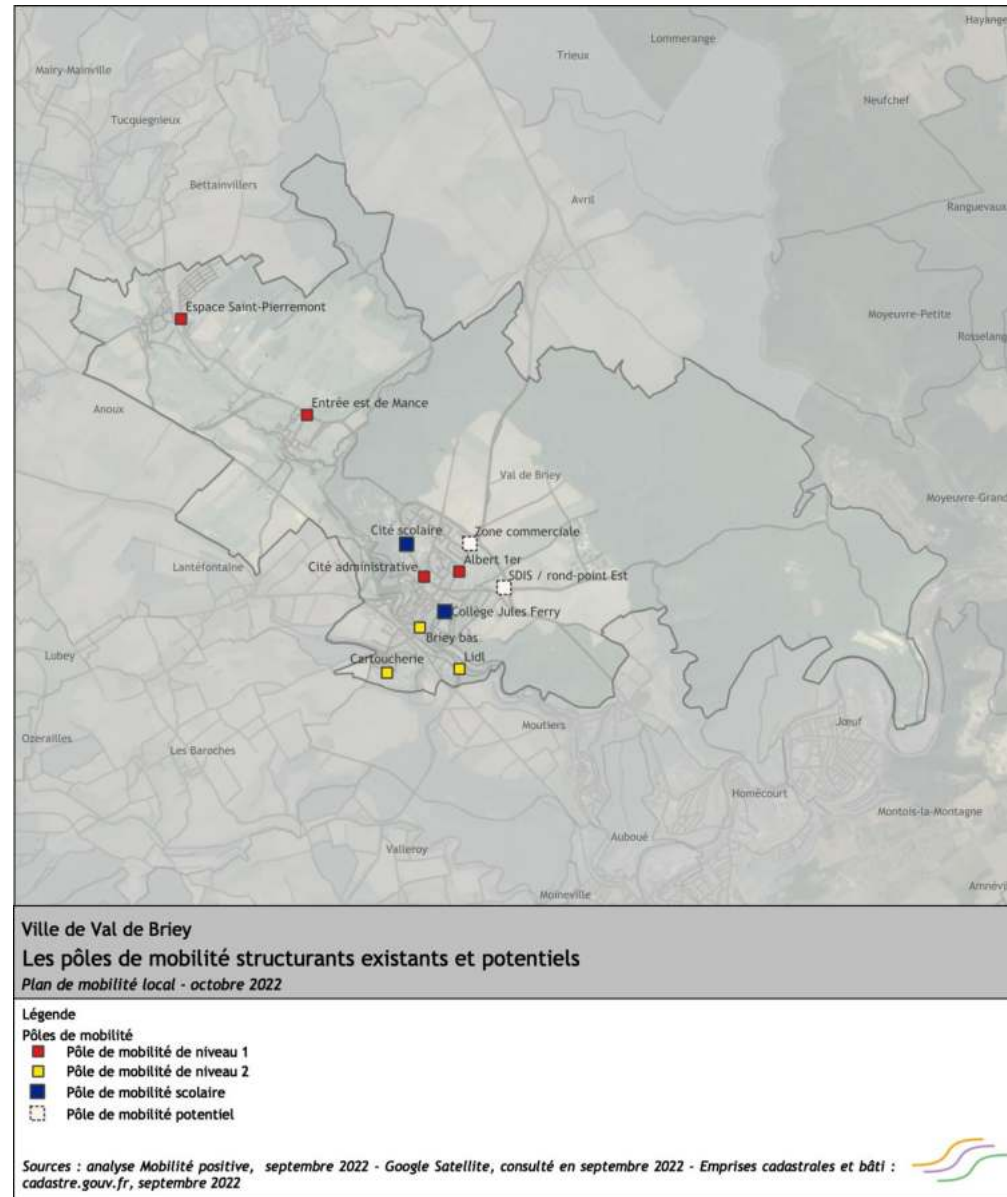 Hayange
Lommerange
Trieux
Mairy-Mainville
Neufchef
Tucquegnieux
Bettainvillers
Avril
Ranguevaux
Espace Saint-Pierremont
Moyeuvre-Petite
Rosselang
Entrée est de Mance
Anoux
Val de Briey
Moyeuvre-Grand
Cité scolaire
Zone commerciale
Albert 1er
Lantéfontaine
Cité administrative
SDIS / rond-point Est
Collège Jules Ferry
Briey bas
Lubey
Cartoucherie
Lidl
Moutiers
Jœuf
Ozerailles
Les Baroches
Homécourt
Montois-la-Montagne
Auboué
Valleroy
Amnévi
Moineville
Ville de Val de Briey
Les pôles de mobilité structurants existants et potentiels
Plan de mobilité local - octobre 2022
Légende
Pôles de mobilité
Pôle de mobilité de niveau 1
Pôle de mobilité de niveau 2
Pôle de mobilité scolaire
Pôle de mobilité potentiel
Sources : analyse Mobilité positive, septembre 2022 - Google Satellite, consulté en septembre 2022 - Emprises cadastrales et bâti :
cadastre.gouv.fr, septembre 2022